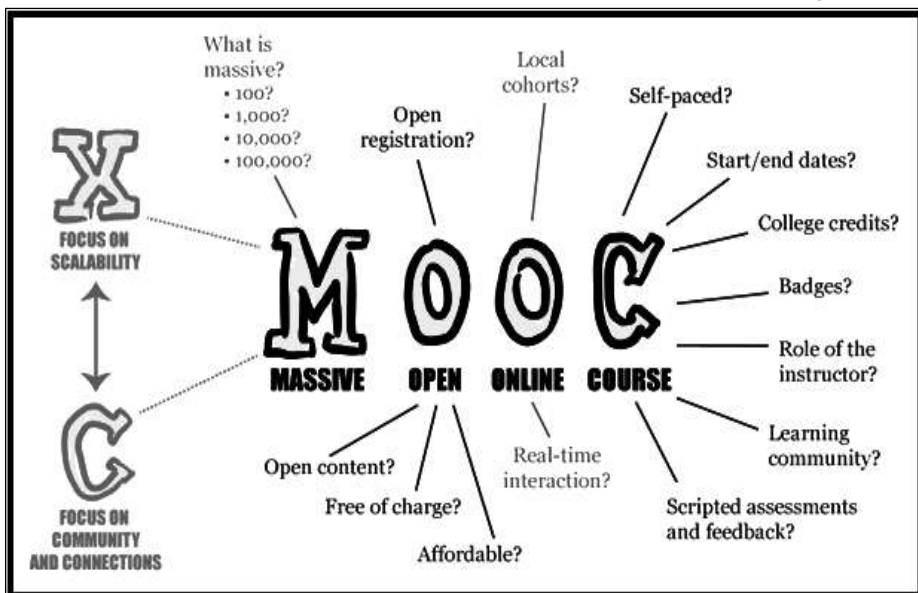 What is
massive?
• 100?
• 1,000?
• 10,000?
• 100,000?
Open
registration?
Local
cohorts?
Self-paced?
Start/end dates?
College credits?
Badges?
Role of the
instructor?
Learning
community?
Scripted assessments
and feedback?
X
FOCUS ON
SCALABILITY
C
FOCUS ON
COMMUNITY
AND CONNECTIONS
M O O C
MASSIVE OPEN ONLINE COURSE
Open content?
Free of charge?
Affordable?
Real-time
interaction?